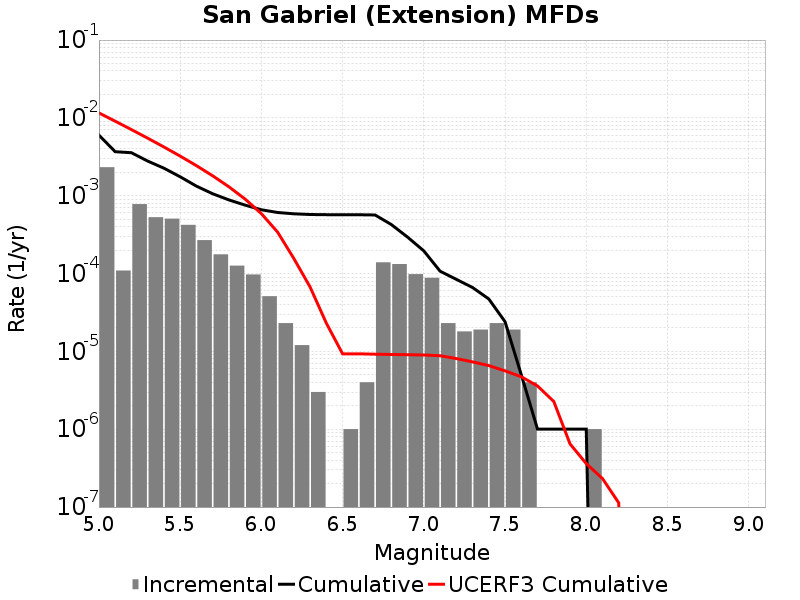 San Gabriel (Extension) MFDs
10-1
10-2
10-3
10-4
10-5
10-6
10-7
Rate (1/yr)
5.0 5.5 6.0 6.5 7.0 7.5 8.0 8.5 9.0
Magnitude
Incremental Cumulative UCERF3 Cumulative